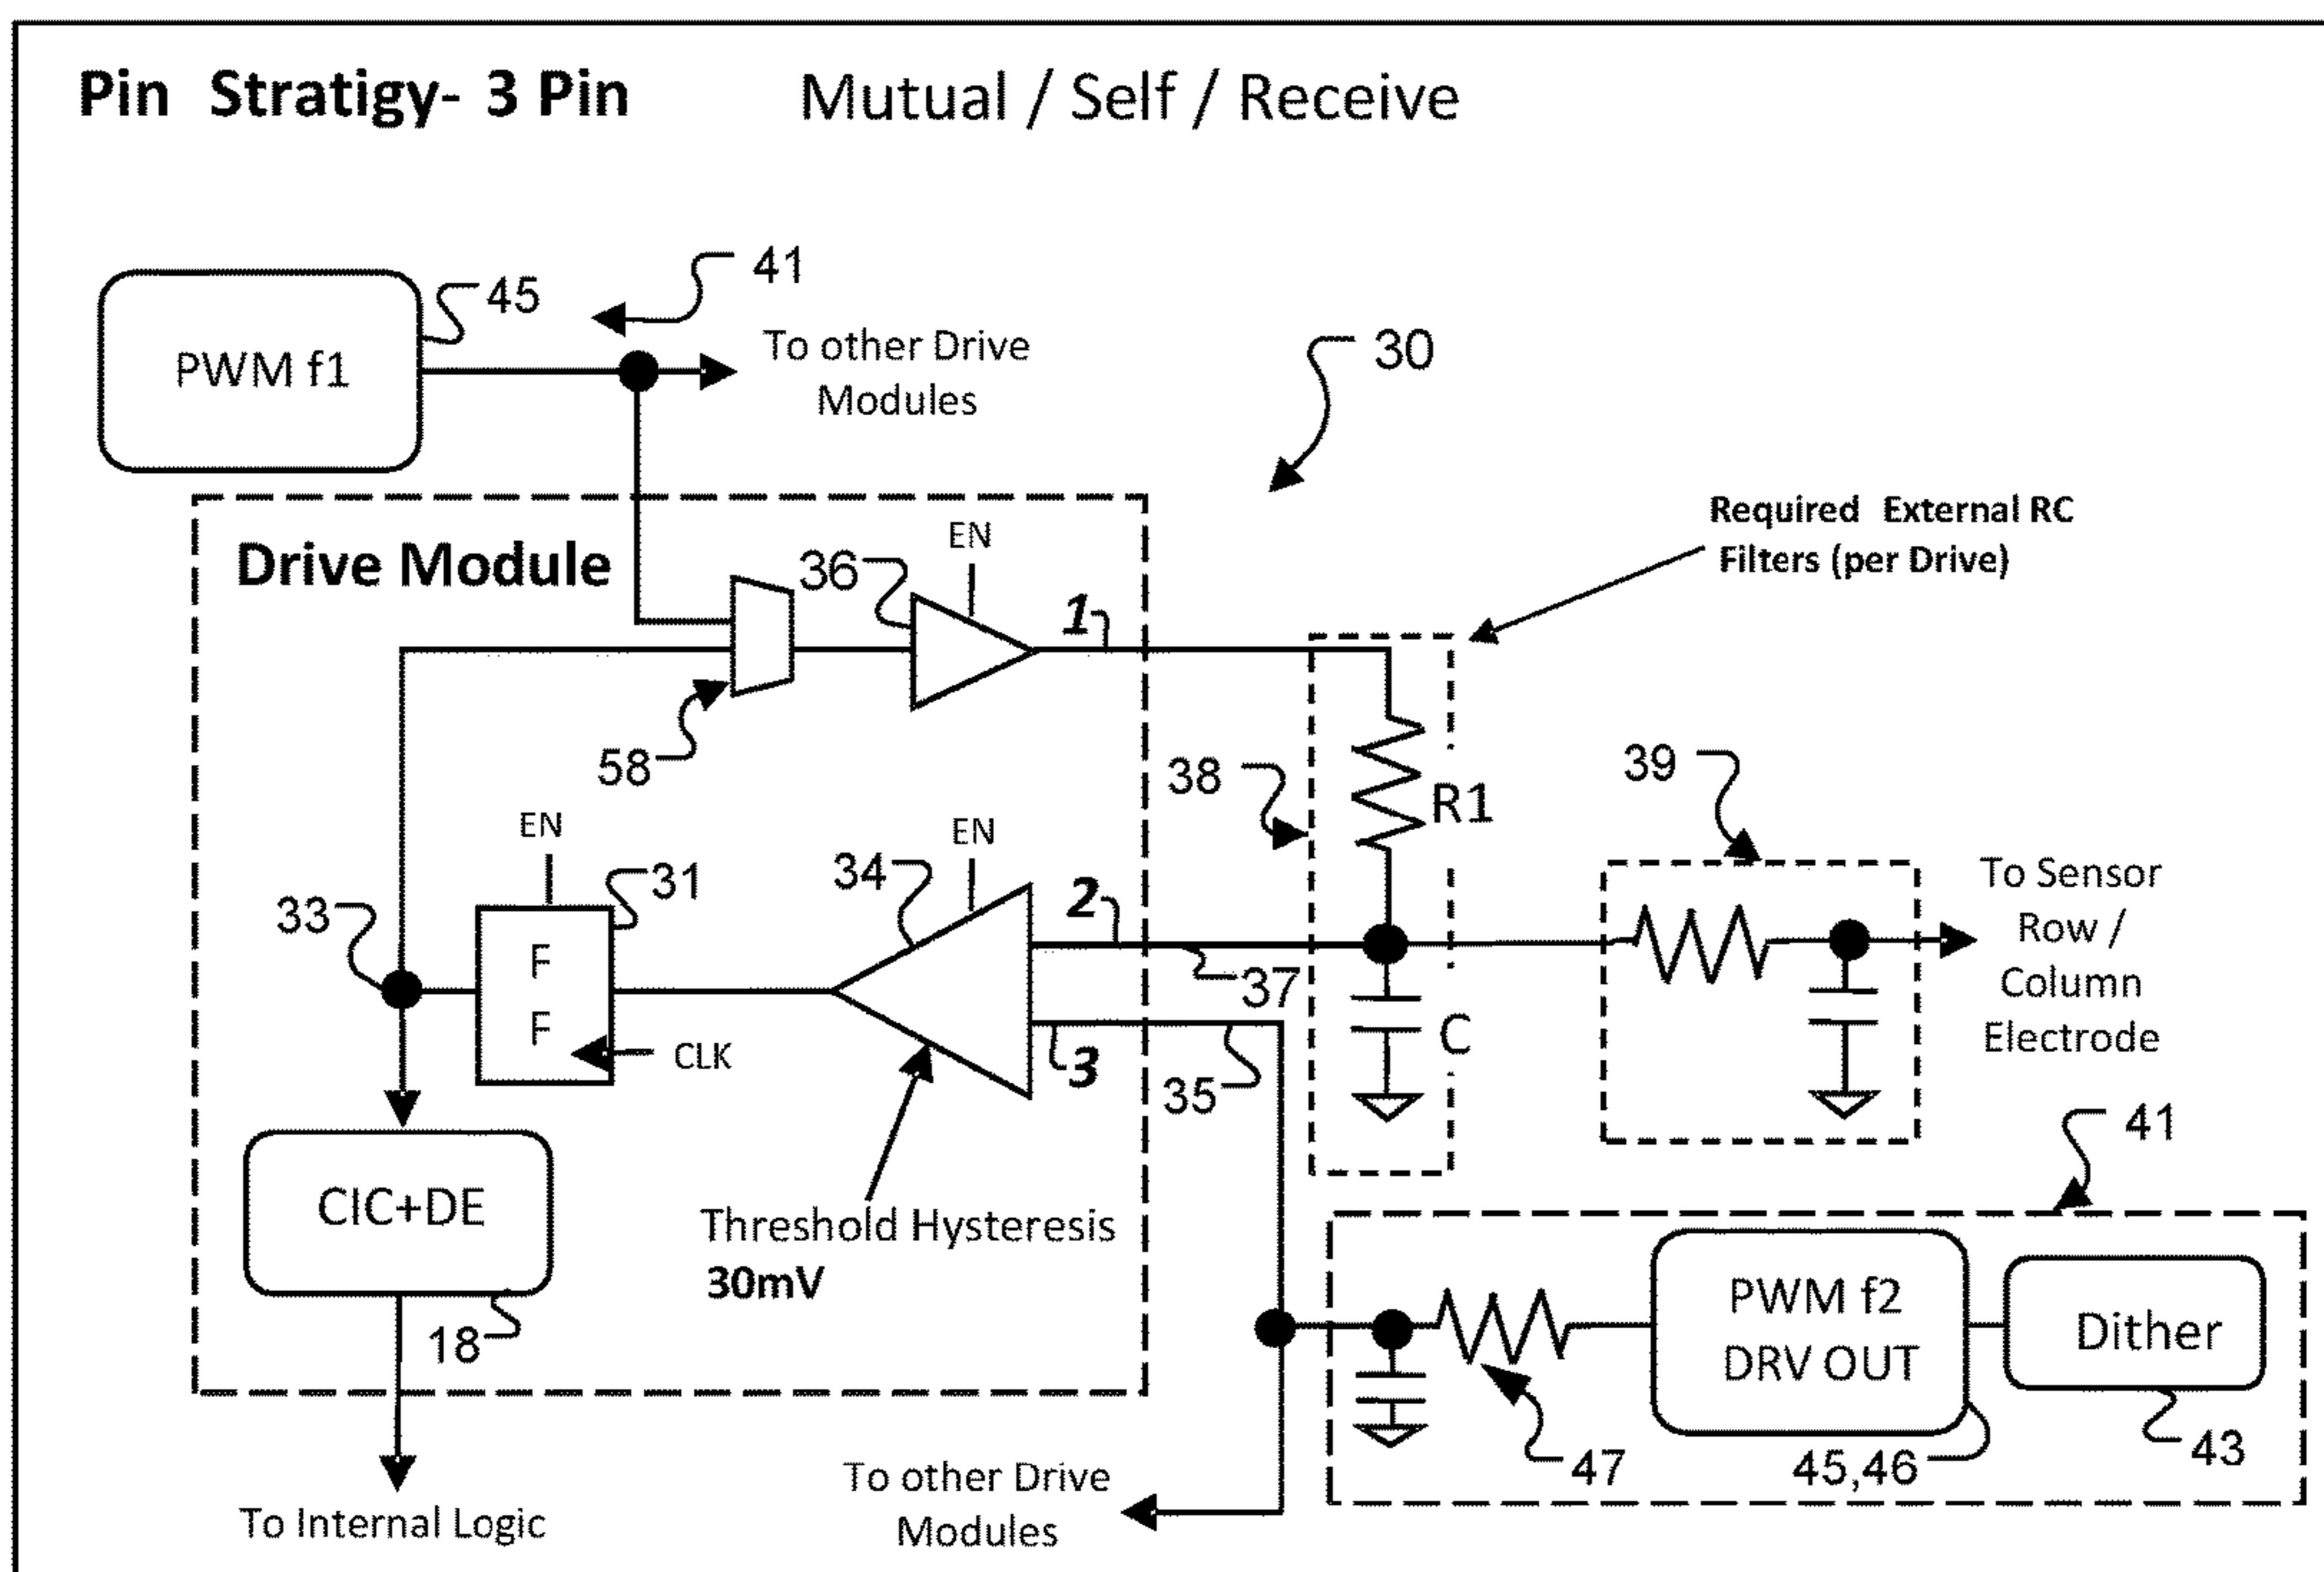 Pin Stratigy- 3 Pin Mutual / Self / Receive
41
45
PWM f1
To other Drive
Modules
30
Required External RC
Filters (per Drive)
Drive Module
EN
36
1
58
38
R1
39
EN
EN
34
31
33
2
To Sensor
Row /
Column
Electrode
F
F
CLK
37
C
3
35
41
CIC+DE
Threshold Hysteresis
30mV
18
PWM f2
DRV OUT
Dither
47
45,46
43
To other Drive
Modules
To Internal Logic